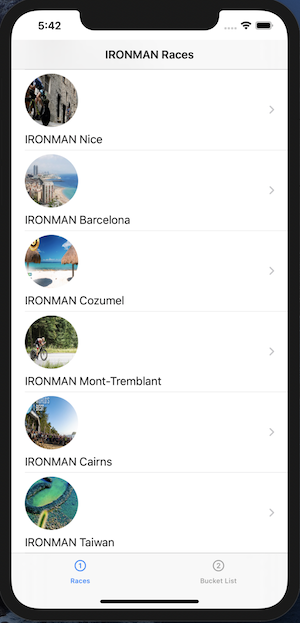 5:42
IRONMAN Races
IRONMAN Nice
IRONMAN Barcelona
IRONMAN Cozumel
IRONMAN Mont-Tremblant
IRONMAN Cairns
IRONMAN Taiwan
1
2
Races
Bucket List